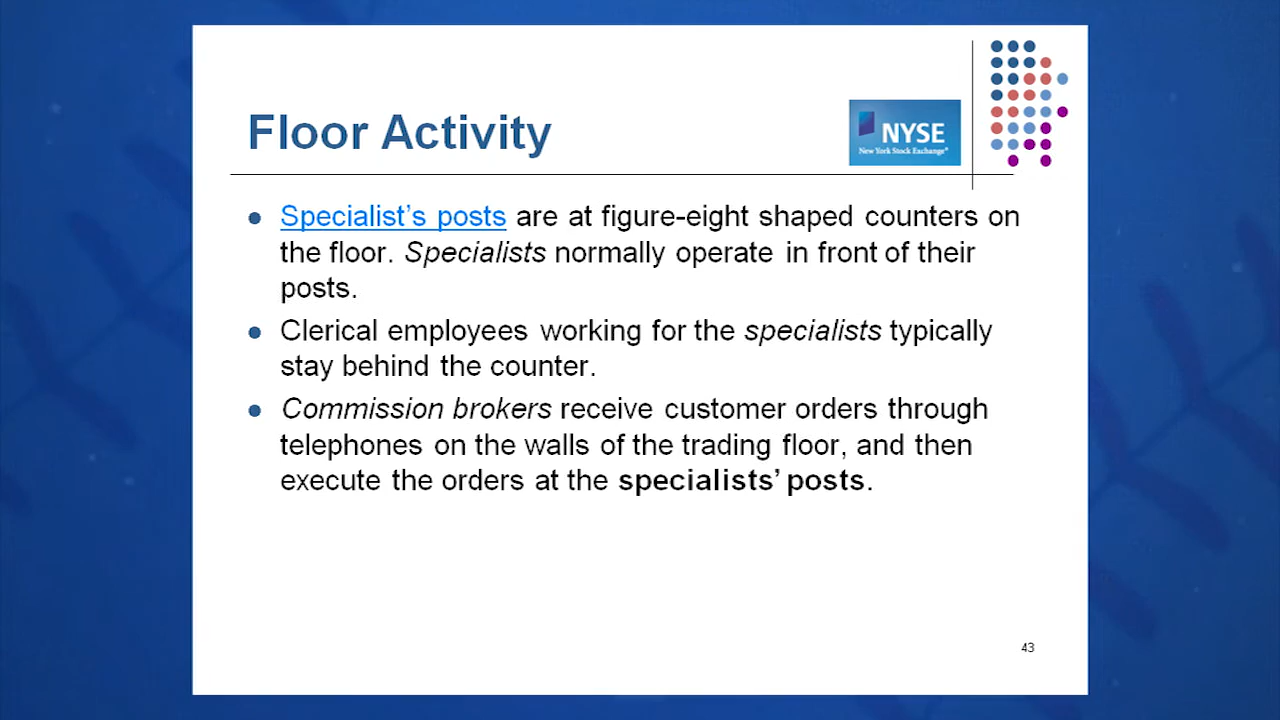 Floor Activity
NYSE
New York Stock Exchange®
Specialist’s posts are at figure-eight shaped counters on
the floor. Specialists normally operate in front of their
posts.
Clerical employees working for the specialists typically
stay behind the counter.
Commission brokers receive customer orders through
telephones on the walls of the trading floor, and then
execute the orders at the specialists’ posts.
43